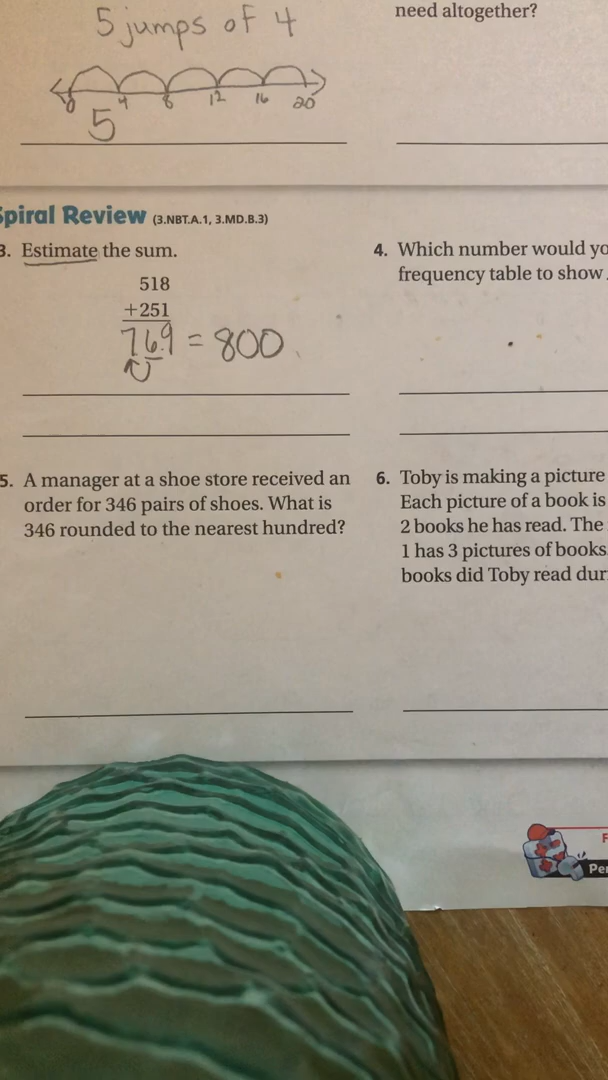 5 jumps of 4
need altogether?
0 4 8 12 16 20
5
Spiral Review (3.NBT.A.1, 3.MD.B.3)
3. Estimate the sum.
518
+251
769 = 800
4. Which number would yo
frequency table to show
5. A manager at a shoe store received an
order for 346 pairs of shoes. What is
346 rounded to the nearest hundred?
6. Toby is making a picture
Each picture of a book is
2 books he has read. The
1 has 3 pictures of books.
books did Toby read dur
F
Per